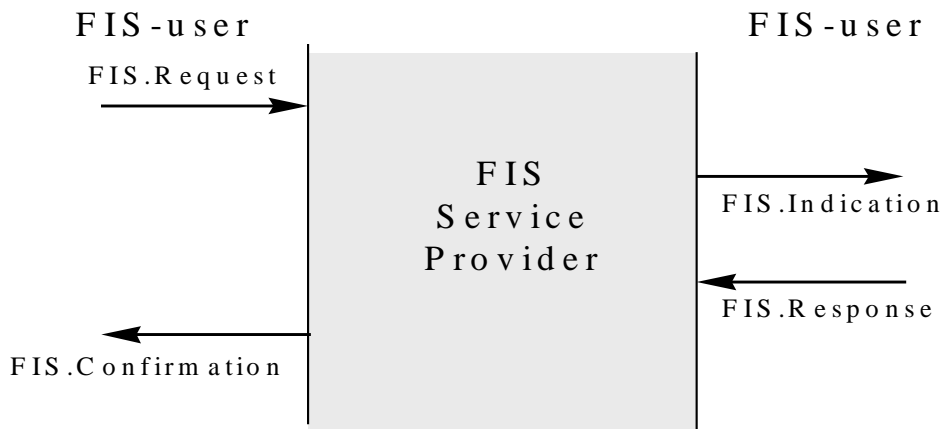 FIS-user
FIS-user
FIS.Request
FIS
Service
Provider
FIS.Indication
FIS.Response
FIS.Confirmation